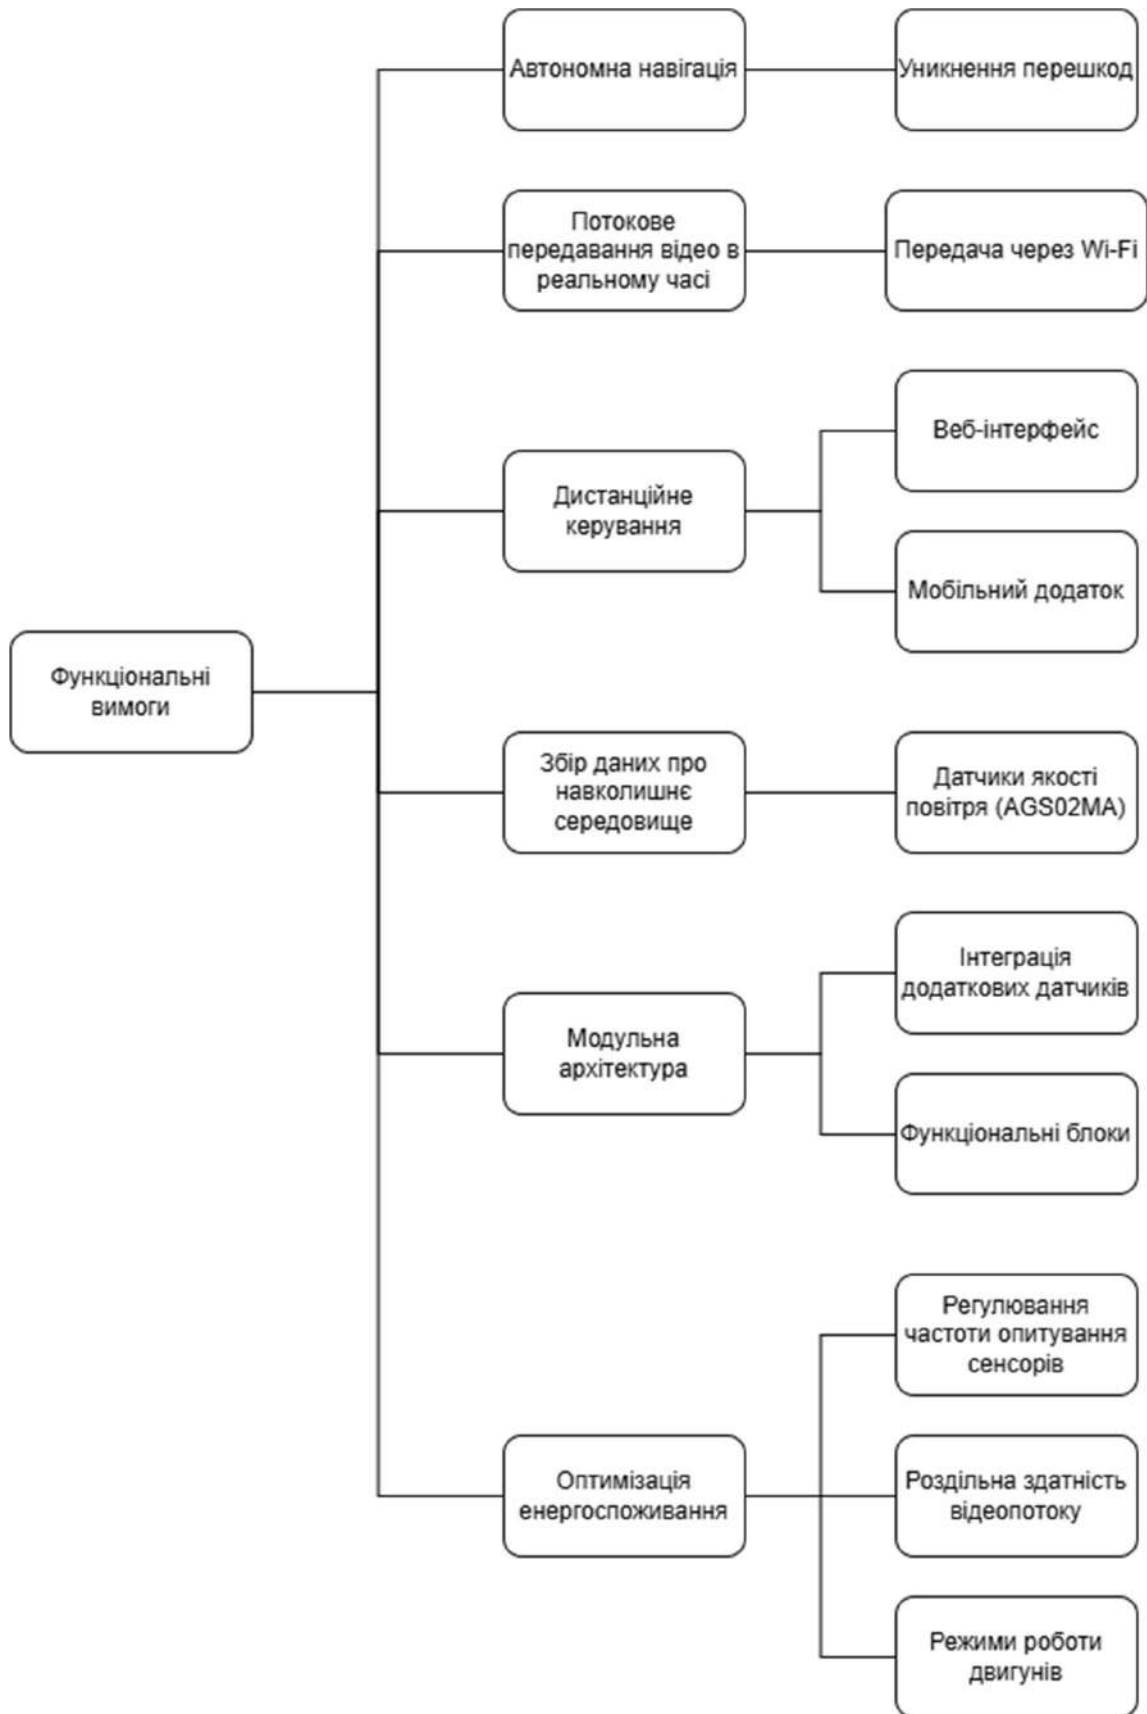 Автономна навігація
Уникнення перешкод
Потокове
передавання відео в
реальному часі
Передача через Wi-Fi
Веб-інтерфейс
Дистанційне
керування
Мобільний додаток
Функціональні
вимоги
Збір даних про
навколишнє
середовище
Датчики якості
повітря (AGS02MA)
Інтеграція
додаткових датчиків
Модульна
архітектура
Функціональні блоки
Регулювання
частоти опитування
сенсорів
Оптимізація
енергоспоживання
Роздільна здатність
відеопотоку
Режими роботи
двигунів